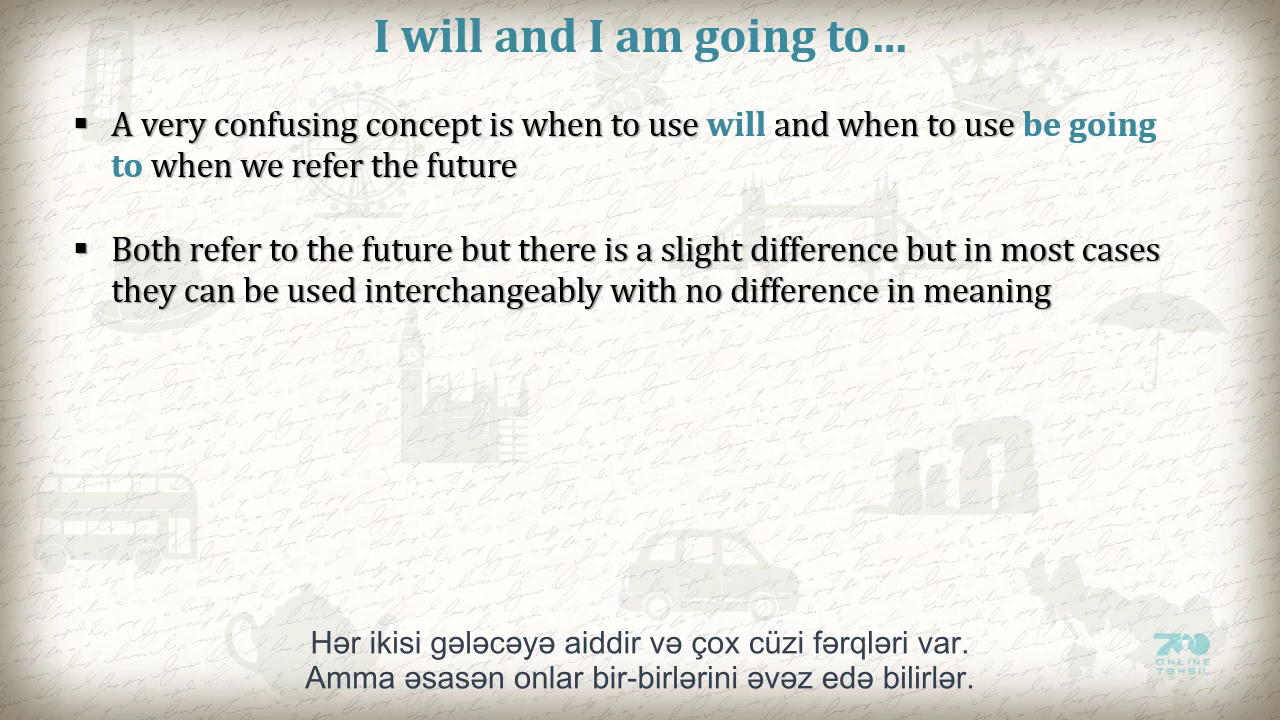 I will and I am going to…
▪ A very confusing concept is when to use will and when to use be going
to when we refer the future
▪ Both refer to the future but there is a slight difference but in most cases
they can be used interchangeably with no difference in meaning
Hər ikisi gələcəyə aiddir və çox cüzi fərqləri var.
Amma əsasən onlar bir-birlərini əvəz edə bilirlər.
700
ONLINE
TƏHSİL